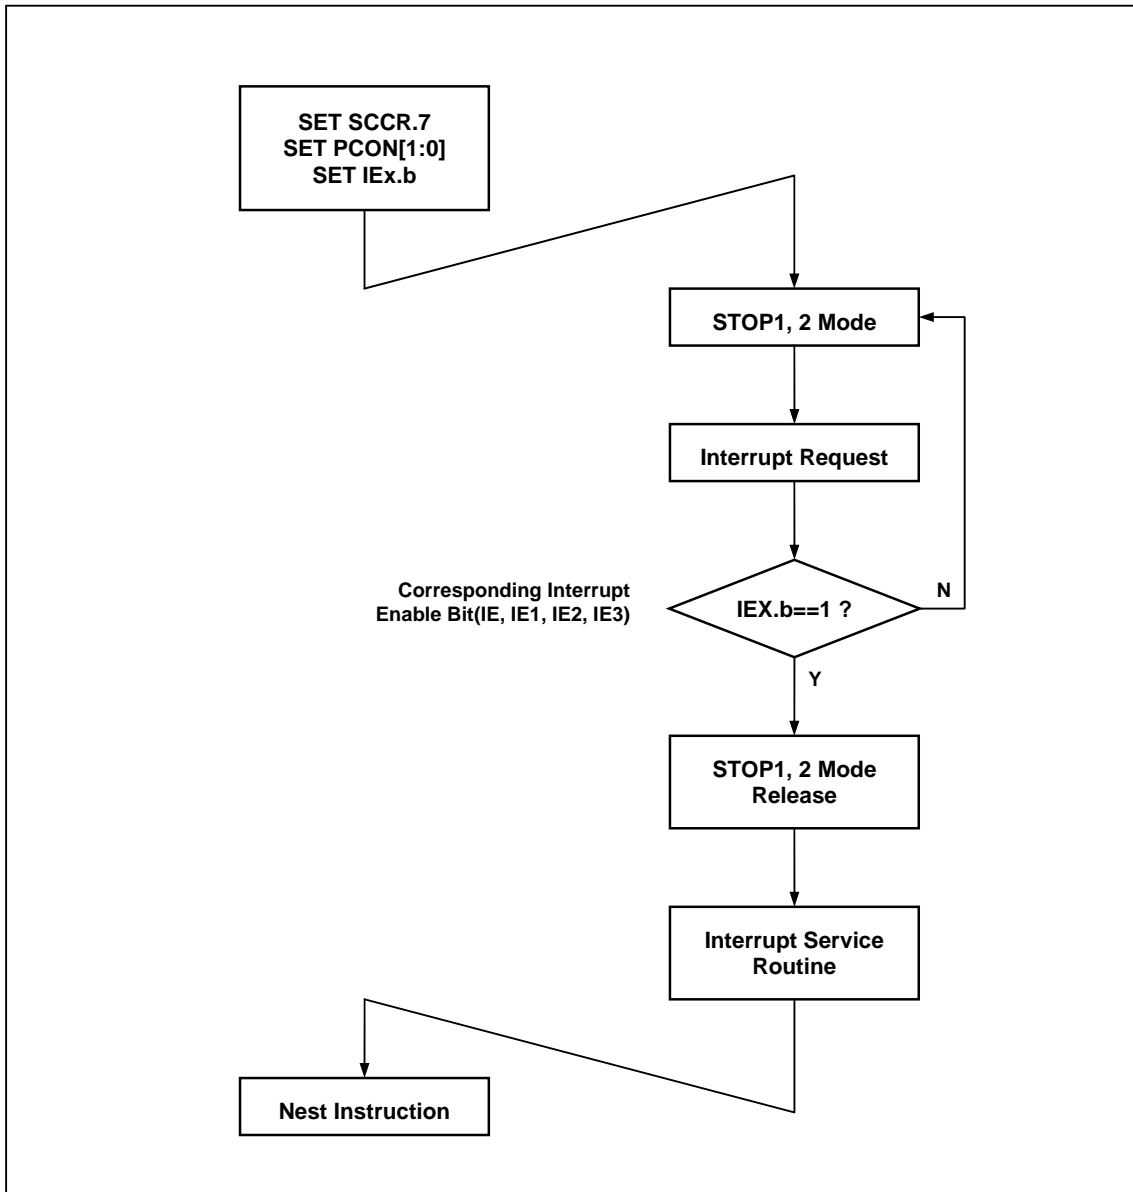 SET SCCR.7
SET PCON[1:0]
SET IEx.b
STOP1, 2 Mode
Interrupt Request
Corresponding Interrupt
Enable Bit(IE, IE1, IE2, IE3)
IEX.b==1 ?
N
Y
STOP1, 2 Mode
Release
Interrupt Service
Routine
Nest Instruction